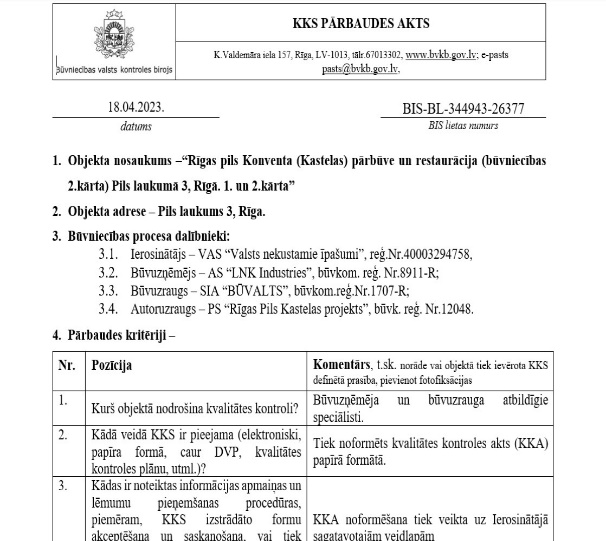 Būvniecības valsts kontroles birojs
KKS PĀRBAUDES AKTS
K.Valdemāra iela 157, Rīga, LV-1013, tālr.67013302, www.bvkb.gov.lv; e-pasts
pasts@bvkb.gov.lv,
18.04.2023.
BIS-BL-344943-26377
datums
BIS lietas numurs
1. Objekta nosaukums –“Rīgas pils Konventa (Kastelas) pārbūve un restaurācija (būvniecības
2.kārta) Pils laukumā 3, Rīgā. 1. un 2.kārta”
2. Objekta adrese – Pils laukums 3, Rīga.
3. Būvniecības procesa dalībnieki:
3.1. Ierosinātājs – VAS “Valsts nekustamie īpašumi”, reģ.Nr.40003294758,
3.2. Būvuzņēmējs – AS “LNK Industries”, būvkom. reģ. Nr.8911-R;
3.3. Būvuzraugs – SIA “BŪVALTS”, būvkom.reģ.Nr.1707-R;
3.4. Autoruzraugs – PS “Rīgas Pils Kastelas projekts”, būvk. reģ. Nr.12048.
4. Pārbaudes kritēriji –
Nr. Pozīcija
Komentārs, t.sk. norāde vai objektā tiek ievērota KKS
definētā prasība, pievienot fotofiksācijas
1.
Kurš objektā nodrošina kvalitātes kontroli?
Būvuzņēmēja un būvuzrauga atbildīgie
speciālisti.
2. Kādā veidā KKS ir pieejama (elektroniski,
papīra formā, caur DVP, kvalitātes
kontroles plānu, utml.)?
Tiek noformēts kvalitātes kontroles akts (KKA)
papīrā formātā.
3. Kādas ir noteiktas informācijas apmaiņas un
lēmumu pieņemšanas procedūras,
piemēram, KKS izstrādāto formu
akceptēšana un saskaņošana, vai tiek
KKA noformēšana tiek veikta uz Ierosinātājā
sagatavotajām veidlapām